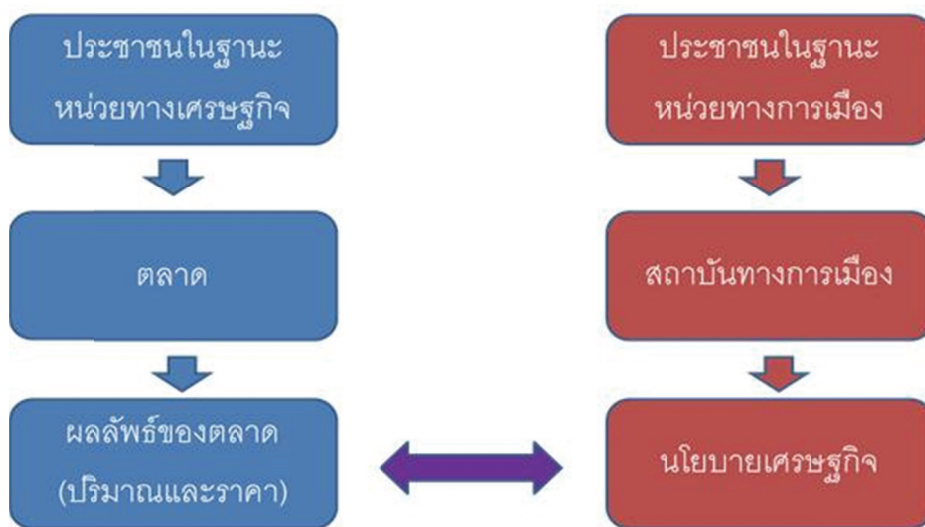 ประชาชนในฐานะ
หน่วยทางเศรษฐกิจ
ตลาด
ผลลัพธ์ของตลาด
(ปริมาณและราคา)
ประชาชนในฐานะ
หน่วยทางการเมือง
สถาบันทางการเมือง
นโยบายเศรษฐกิจ